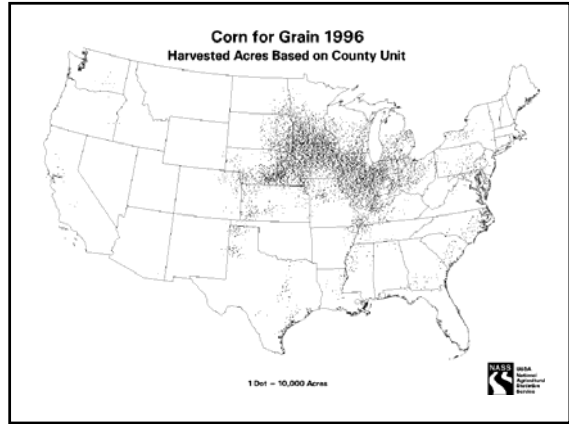 Corn for Grain 1996
Harvested Acres Based on County Unit
1 Dot = 10,000 Acres
NASS
USDA
National
Agricultural
Statistics
Service